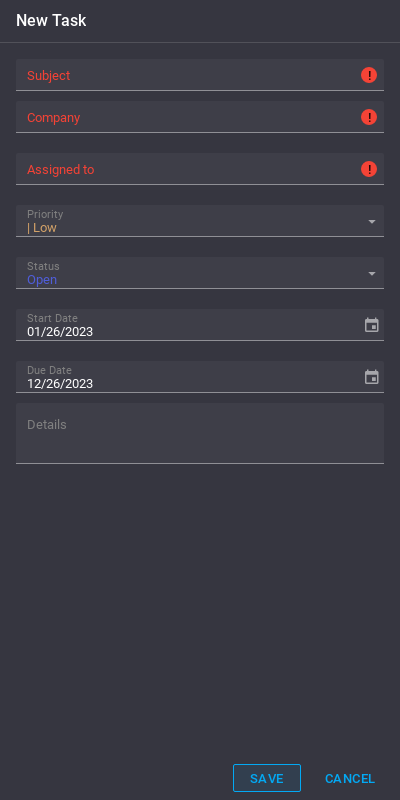 New Task
Subject
Company
Assigned to
Priority
| Low
Status
Open
Start Date
01/26/2023
Due Date
12/26/2023
Details
SAVE CANCEL